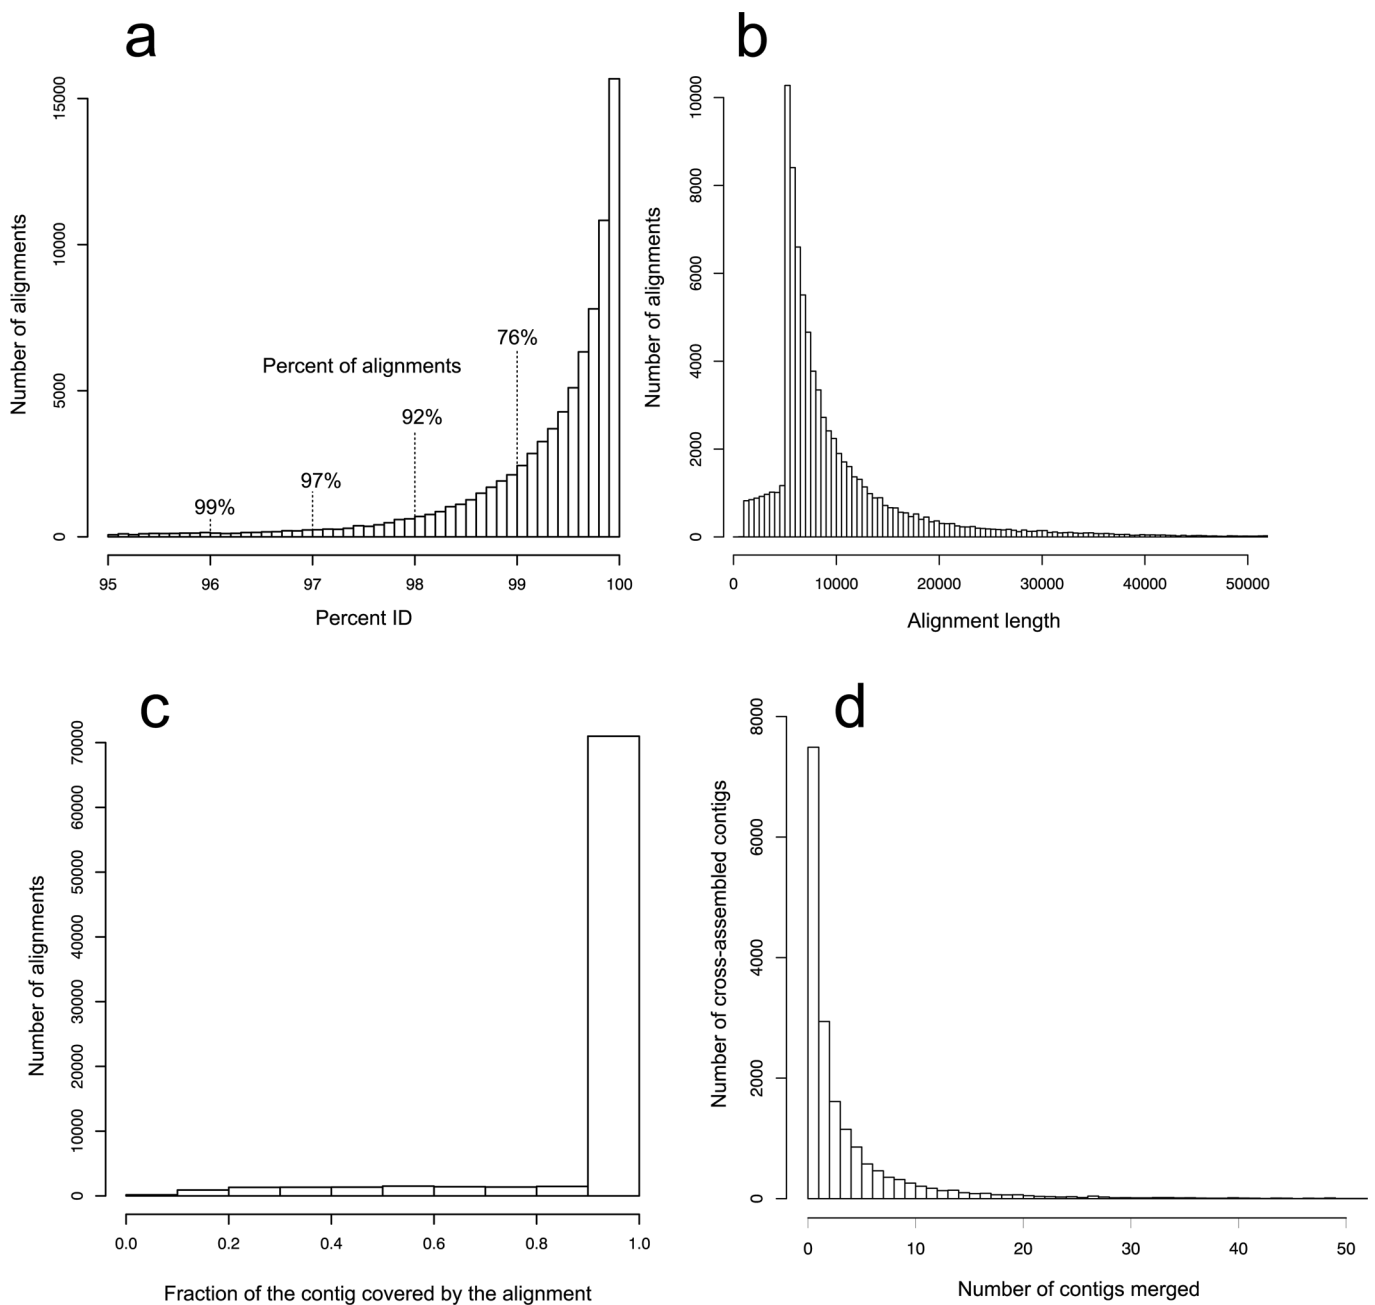 a
Number of alignments
15000
10000
5000
0
Percent of alignments
99%
97%
92%
76%
95 96 97 98 99 100
Percent ID
b
Number of alignments
10000
8000
6000
4000
2000
0
0 10000 20000 30000 40000 50000
Alignment length
c
Number of alignments
70000
60000
50000
40000
30000
20000
10000
0
0.0 0.2 0.4 0.6 0.8 1.0
Fraction of the contig covered by the alignment
d
Number of cross-assembled contigs
8000
6000
4000
2000
0
0 10 20 30 40 50
Number of contigs merged